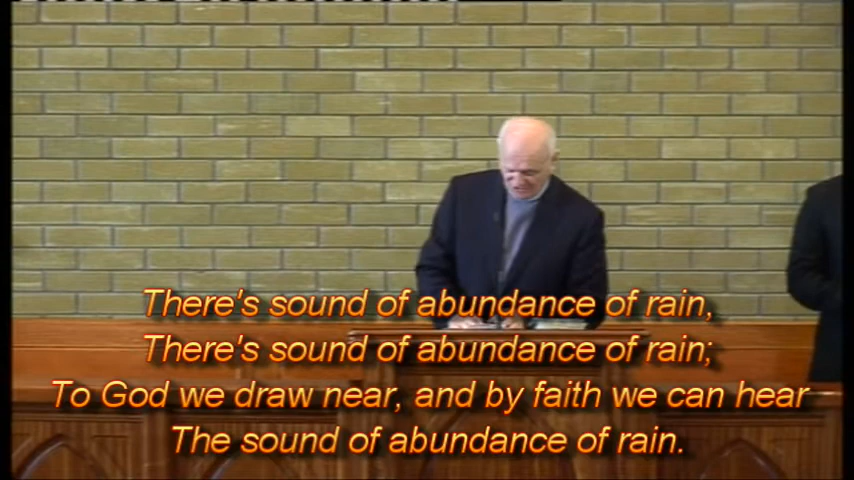 There's sound of abundance of rain,
There's sound of abundance of rain;
To God we draw near, and by faith we can hear
The sound of abundance of rain.